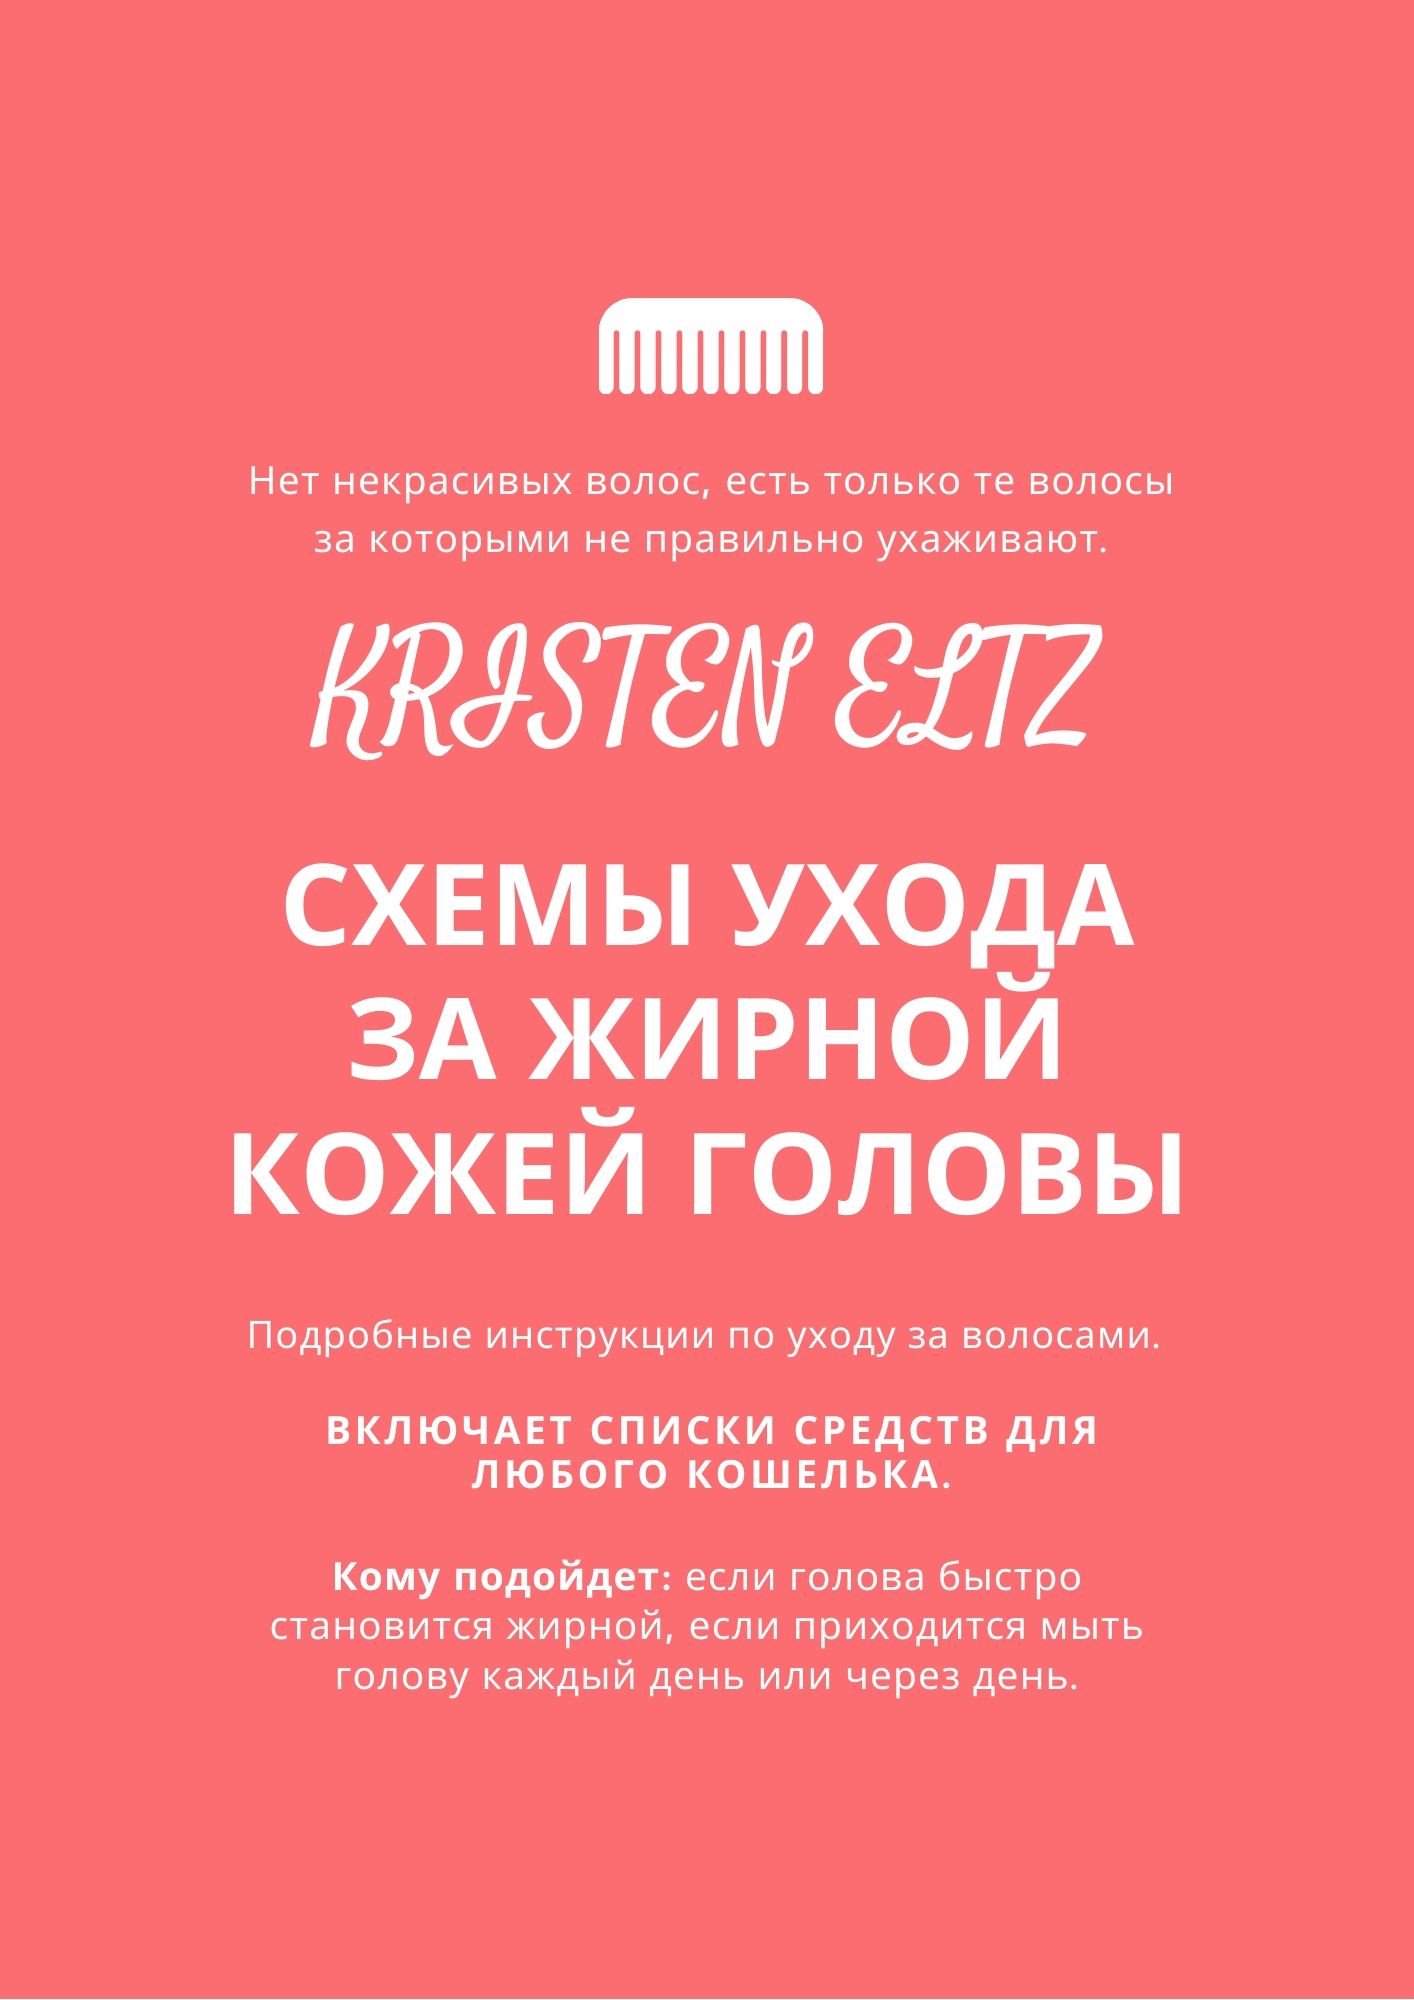 Нет некрасивых волос, есть только те волосы
за которыми не правильно ухаживают.
KRISTEN ELTZ
СХЕМЫ УХОДА
ЗА ЖИРНОЙ
КОЖЕЙ ГОЛОВЫ
Подробные инструкции по уходу за волосами.
ВКЛЮЧАЕТ СПИСКИ СРЕДСТВ ДЛЯ
ЛЮБОГО КОШЕЛЬКА.
Кому подойдет: если голова быстро
становится жирной, если приходится мыть
голову каждый день или через день.